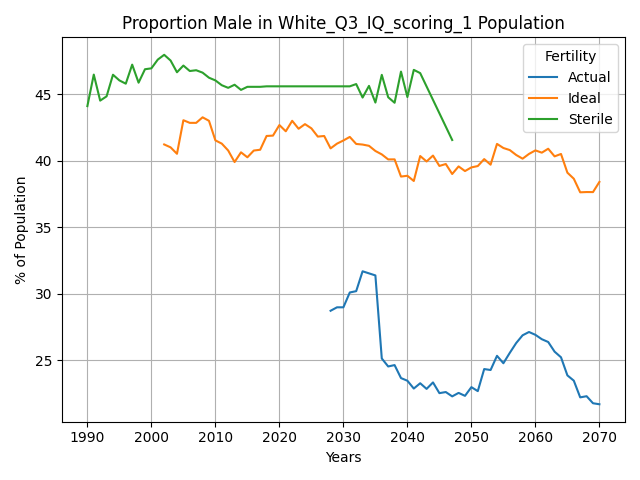 Proportion Male in White_Q3_IQ_scoring_1 Population
Fertility
Actual
Ideal
Sterile
% of Population
45
40
35
30
25
1990 2000 2010 2020 2030 2040 2050 2060 2070
Years